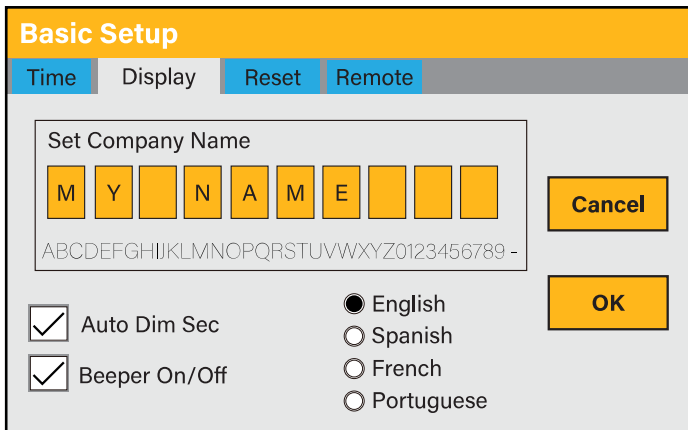 Basic Setup
Time Display Reset Remote
Set Company Name
M Y N A M E
ABCDEFGHIJKLMNOPQRSTUVWXYZ0123456789 -
Cancel
OK
Auto Dim Sec
Beeper On/Off
English
Spanish
French
Portuguese